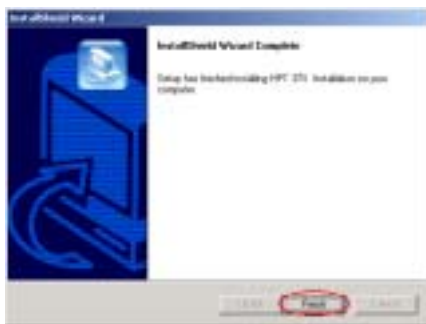 InstallShield Wizard
InstallShield Wizard Complete
Setup has finished installing HPT Installation on your
computer.
Finish